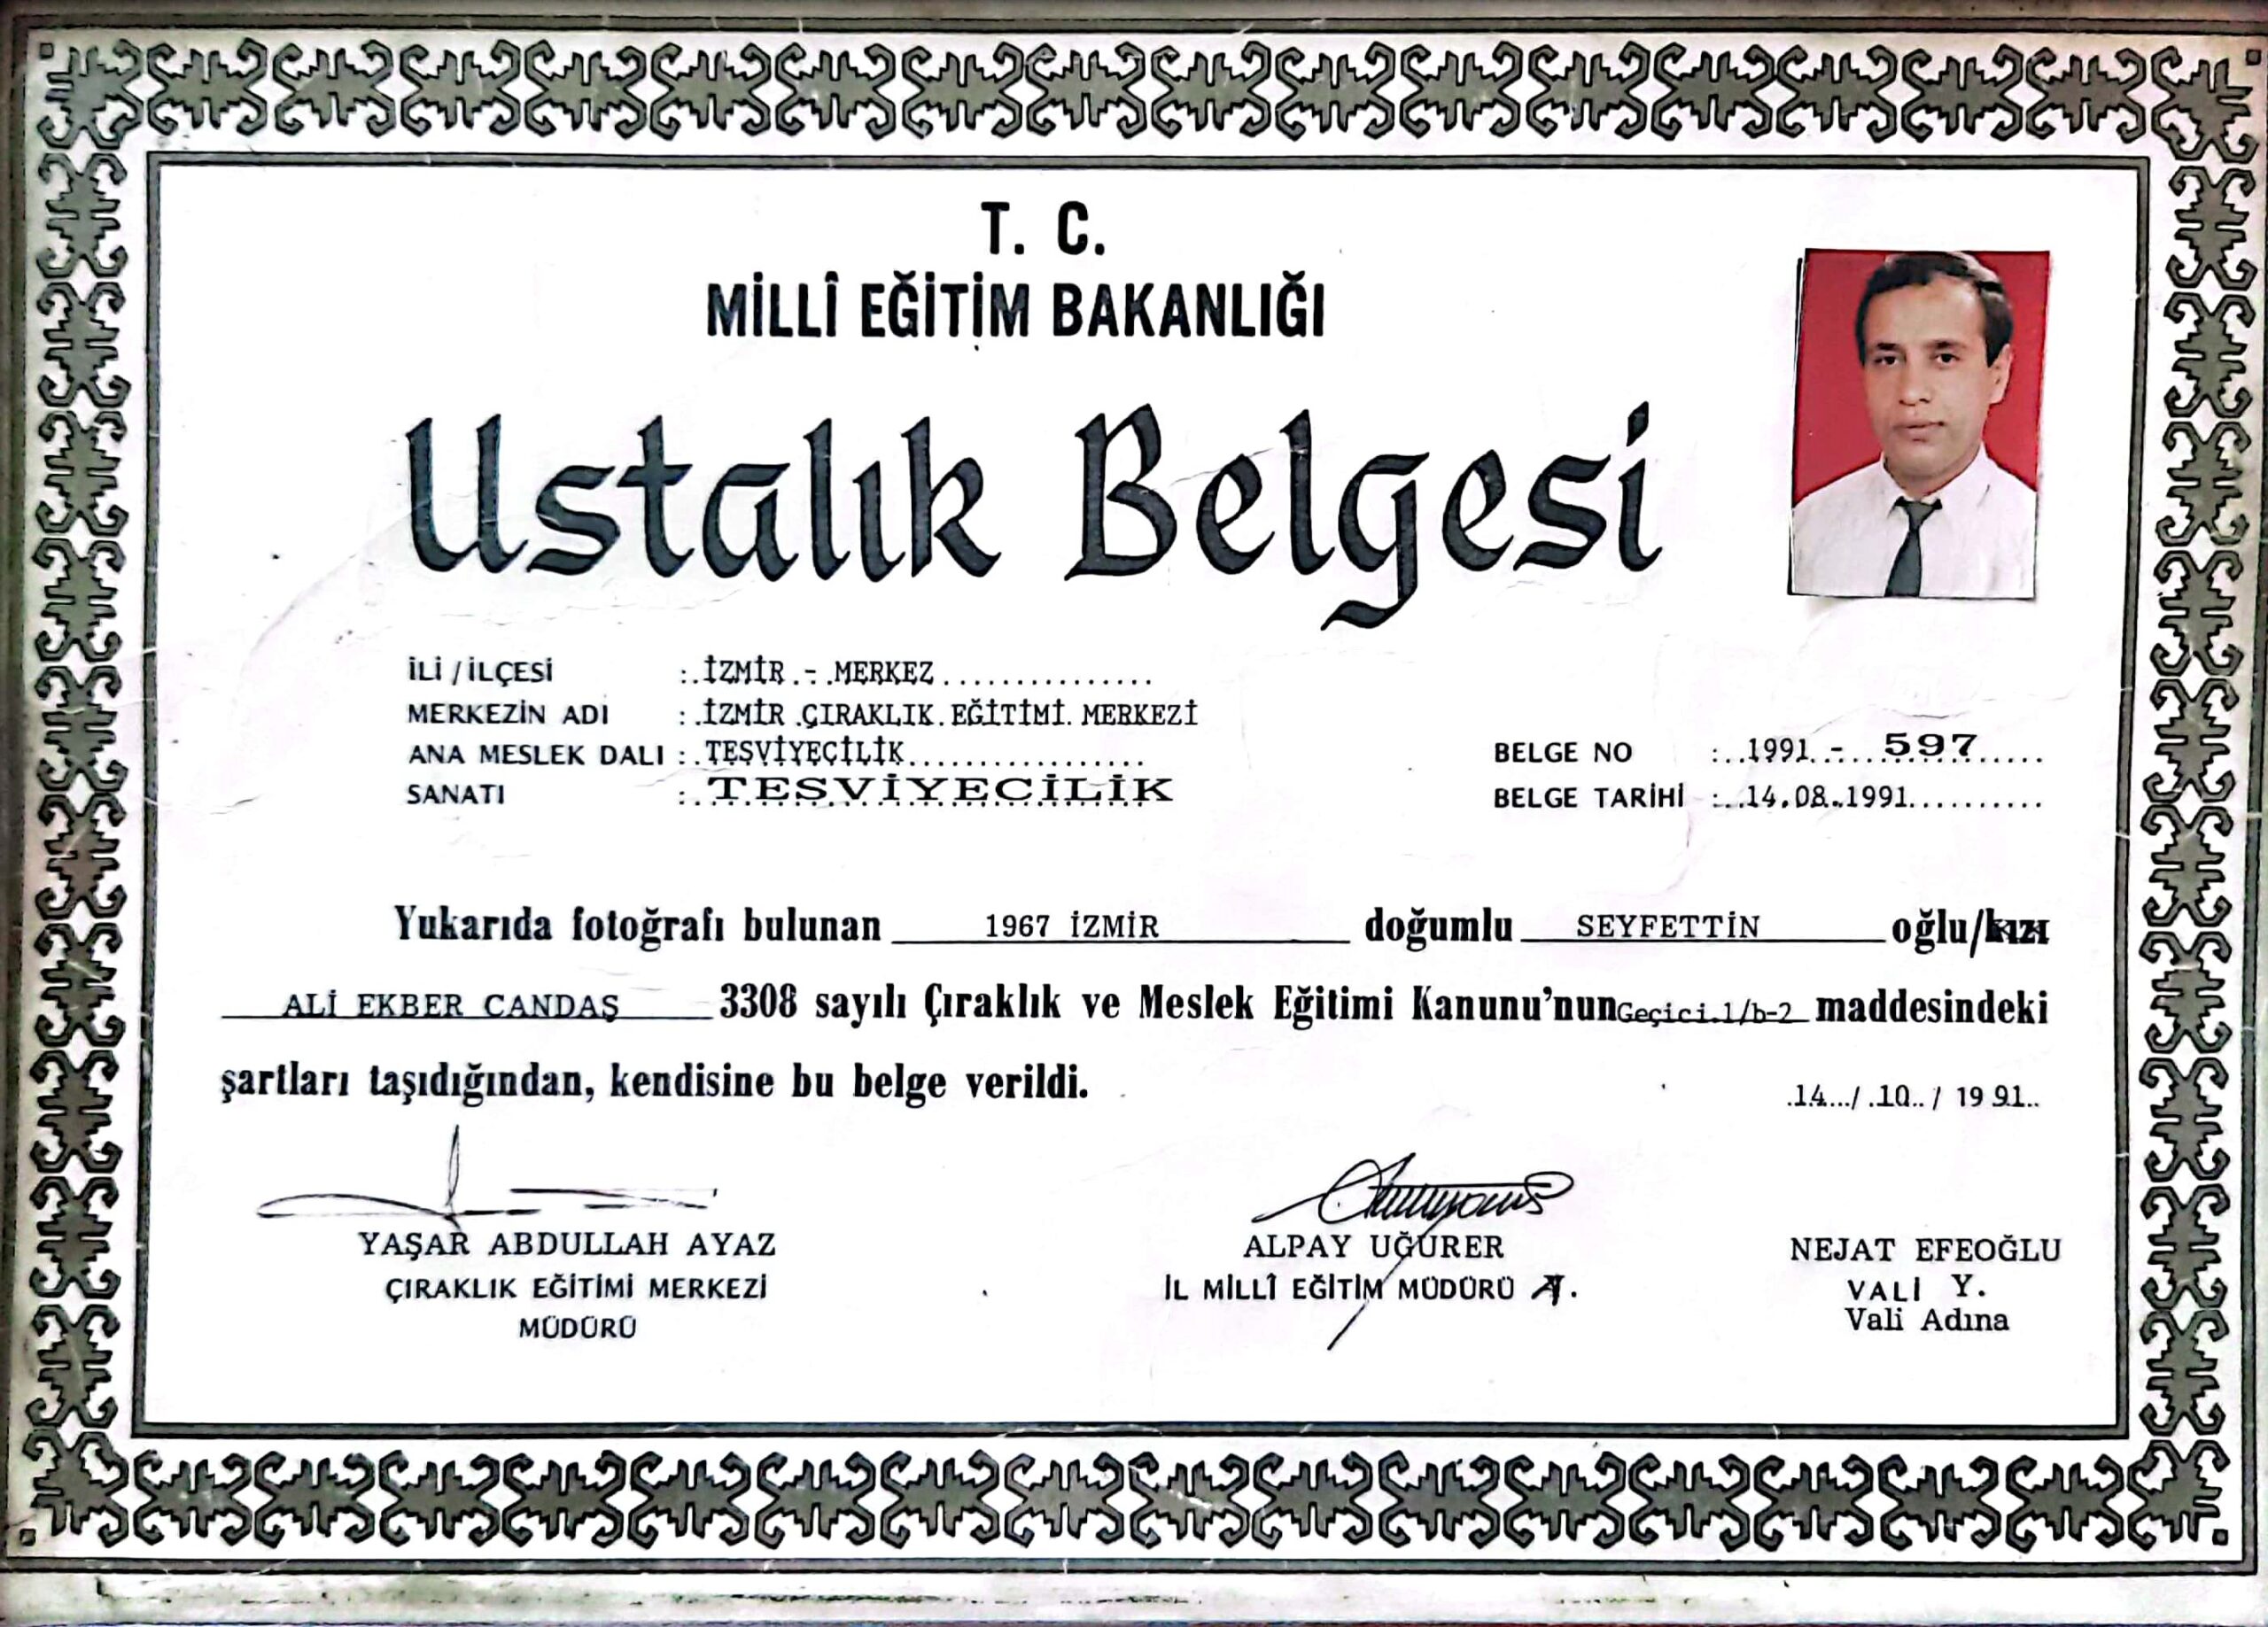 T. C.
MİLLÎ EĞİTİM BAKANLIĞI
Ustalık Belgesi
İLİ / İLÇESİ : . İZMİR . - . MERKEZ ...............
MERKEZİN ADI : . İZMİR . ÇIRAKLIK . EĞİTİMİ . MERKEZİ
ANA MESLEK DALI : . TESVİYECİLİK .................
SANATI : . TESVİYECİLİK
BELGE NO : .. 1991 . - ... 597 .....
BELGE TARİHİ : .. 14.08.1991 ..........
Yukarıda fotoğrafı bulunan 1967 İZMİR doğumlu SEYFETTİN oğlu/kızı
ALİ EKBER CANDAŞ 3308 sayılı Çıraklık ve Meslek Eğitimi Kanunu'nun Geçici.1/b-2 maddesindeki
şartları taşıdığından, kendisine bu belge verildi.
.14.../ .10.. / 19 91..
YAŞAR ABDULLAH AYAZ
ÇIRAKLIK EĞİTİMİ MERKEZİ
MÜDÜRÜ
ALPAY UĞURER
İL MİLLÎ EĞİTİM MÜDÜRÜ
NEJAT EFEOĞLU
VALİ Y.
Vali Adına